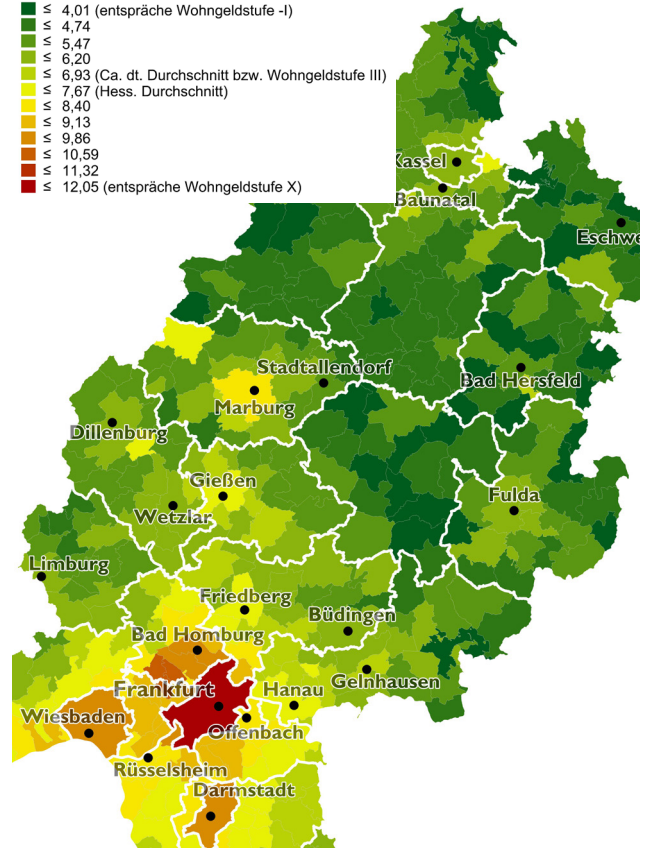 ≤ 4,01 (entspräche Wohngeldstufe -I)
≤ 4,74
≤ 5,47
≤ 6,20
≤ 6,93 (Ca. dt. Durchschnitt bzw. Wohngeldstufe III)
≤ 7,67 (Hess. Durchschnitt)
≤ 8,40
≤ 9,13
≤ 9,86
≤ 10,59
≤ 11,32
≤ 12,05 (entspräche Wohngeldstufe X)
Kassel
Baunatal
Eschwe
Stadtallendorf
Bad Hersfeld
Marburg
Dillenburg
Gießen
Fulda
Wetzlar
Limburg
Friedberg
Büdingen
Bad Homburg
Gelnhausen
Frankfurt
Hanau
Wiesbaden
Offenbach
Rüsselsheim
Darmstadt